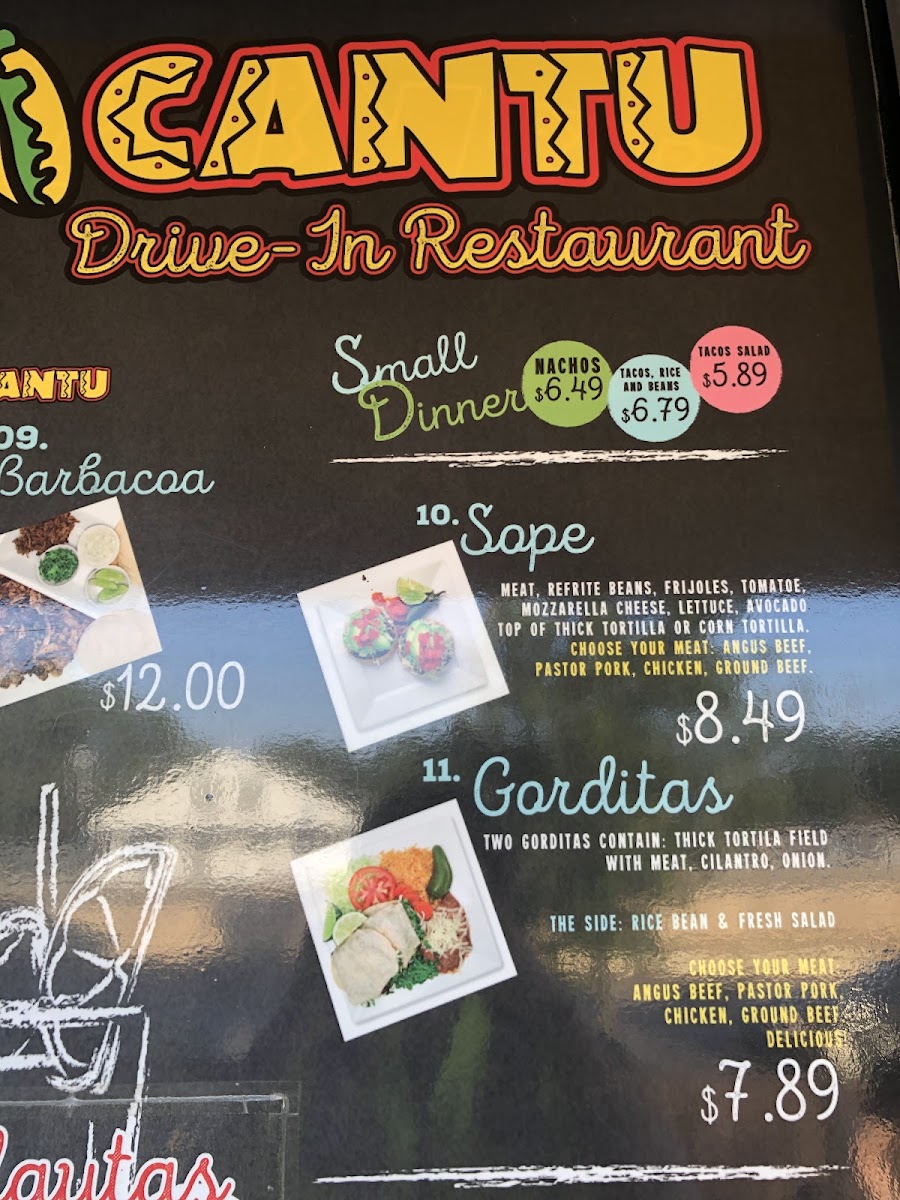 CANTU
Drive-In Restaurant
ANTU
09.
Barbacoa
$12.00
Small
Dinner
NACHOS
$6.49
TACOS, RICE
AND BEANS
$6.79
TACOS SALAD
$5.89
10. Sope
MEAT, REFRITE BEANS, FRIJOLES, TOMATOE,
MOZZARELLA CHEESE, LETTUCE, AVOCADO
TOP OF THICK TORTILLA OR CORN TORTILLA.
CHOOSE YOUR MEAT: ANGUS BEEF,
PASTOR PORK, CHICKEN, GROUND BEEF.
$8.49
11. Gorditas
TWO GORDITAS CONTAIN: THICK TORTILA FIELD
WITH MEAT, CILANTRO, ONION.
THE SIDE: RICE BEAN & FRESH SALAD
CHOOSE YOUR MEAT:
ANGUS BEEF, PASTOR PORK,
CHICKEN, GROUND BEEF
DELICIOUS
$7.89
lautas